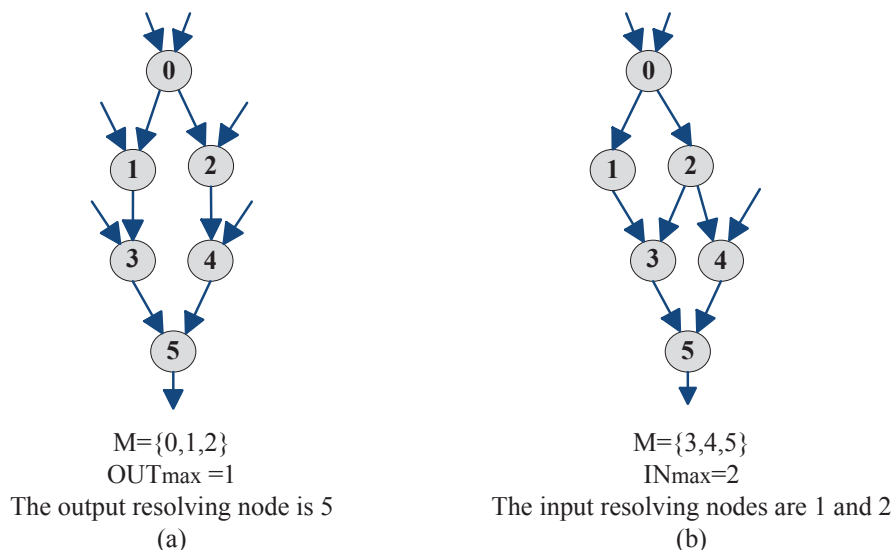 0
1
2
3
4
5
M={0,1,2}
OUTmax =1
The output resolving node is 5
(a)
0
1
2
3
4
5
M={3,4,5}
INmax=2
The input resolving nodes are 1 and 2
(b)